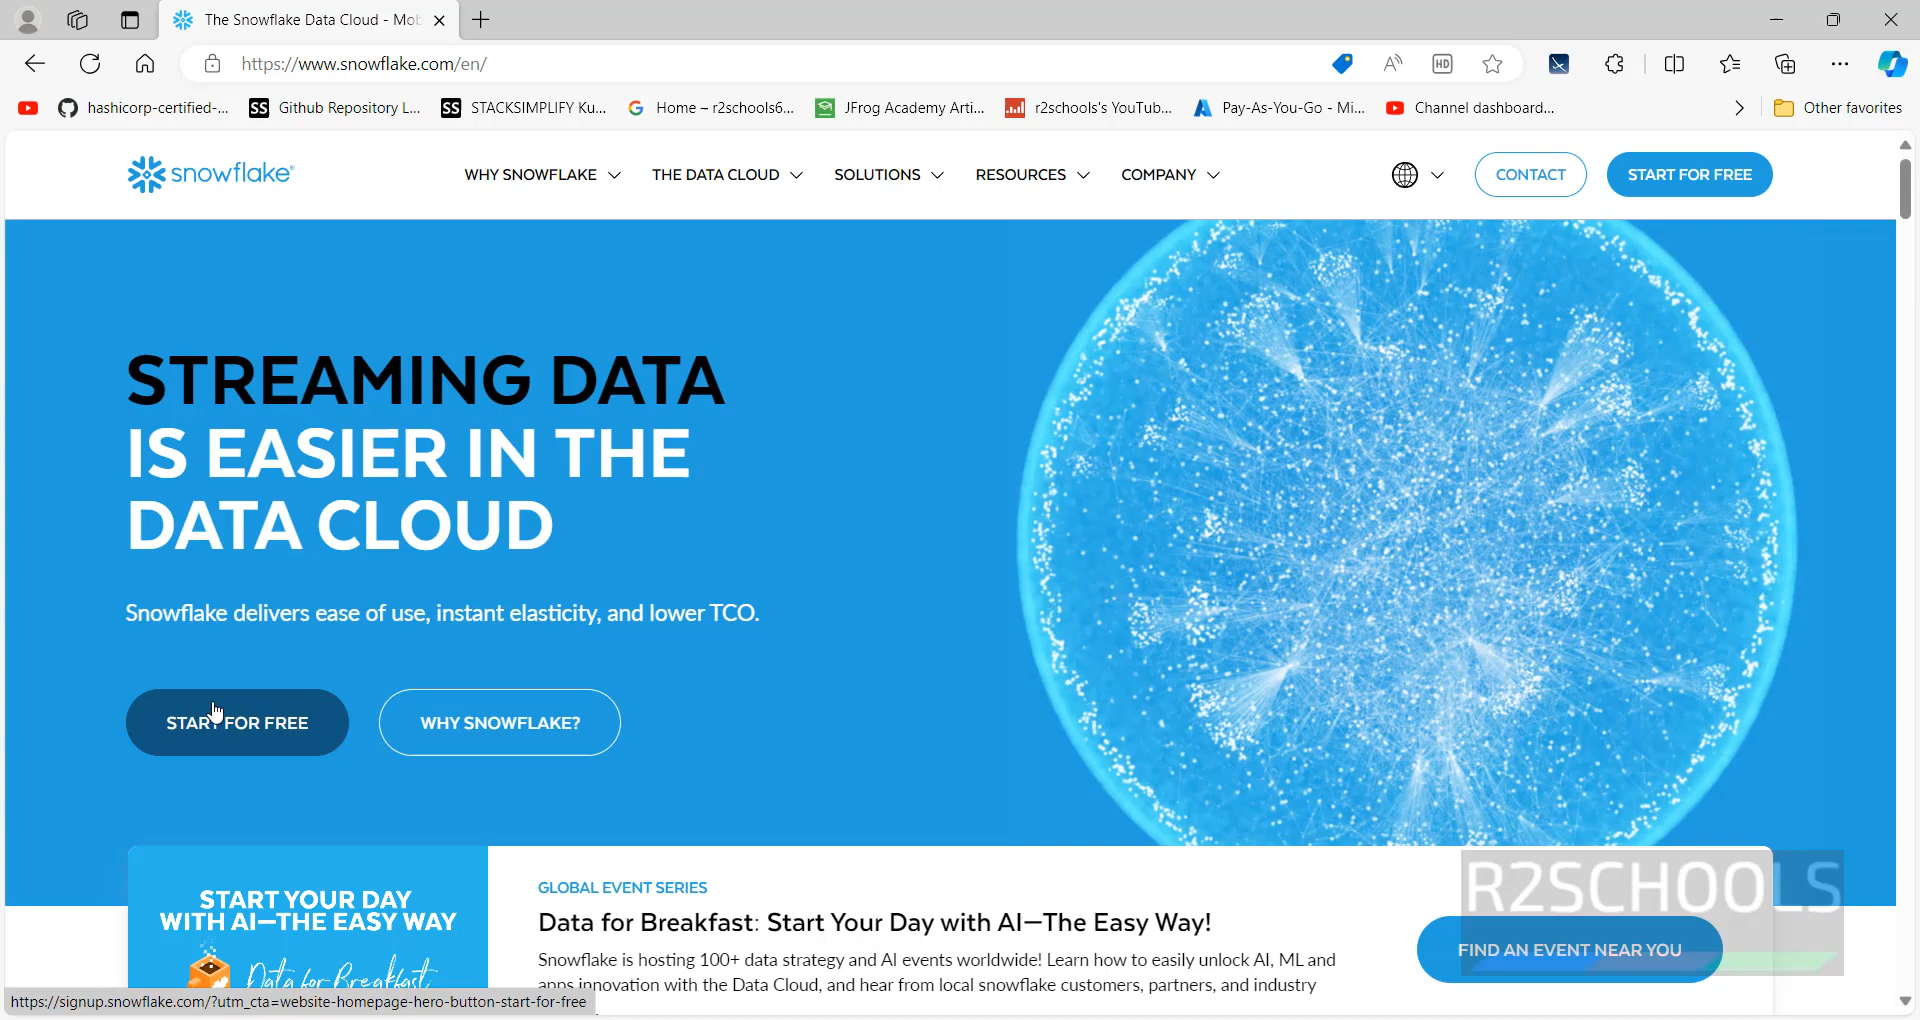 The Snowflake Data Cloud - Mob
https://www.snowflake.com/en/
HD
hashicorp-certified-...
SS Github Repository L...
SS STACKSIMPLIFY Ku...
Home – r2schools6...
JFrog Academy Arti...
r2schools's YouTub...
Pay-As-You-Go - Mi...
Channel dashboard...
Other favorites
snowflake®
WHY SNOWFLAKE
THE DATA CLOUD
SOLUTIONS
RESOURCES
COMPANY
CONTACT
START FOR FREE
STREAMING DATA
IS EASIER IN THE
DATA CLOUD
Snowflake delivers ease of use, instant elasticity, and lower TCO.
START FOR FREE
WHY SNOWFLAKE?
START YOUR DAY
WITH AI—THE EASY WAY
Data for Breakfast
GLOBAL EVENT SERIES
Data for Breakfast: Start Your Day with AI—The Easy Way!
Snowflake is hosting 100+ data strategy and AI events worldwide! Learn how to easily unlock AI, ML and
apps innovation with the Data Cloud, and hear from local snowflake customers, partners, and industry
R2SCHOOLS
FIND AN EVENT NEAR YOU
https://signup.snowflake.com/?utm_cta=website-homepage-hero-button-start-for-free